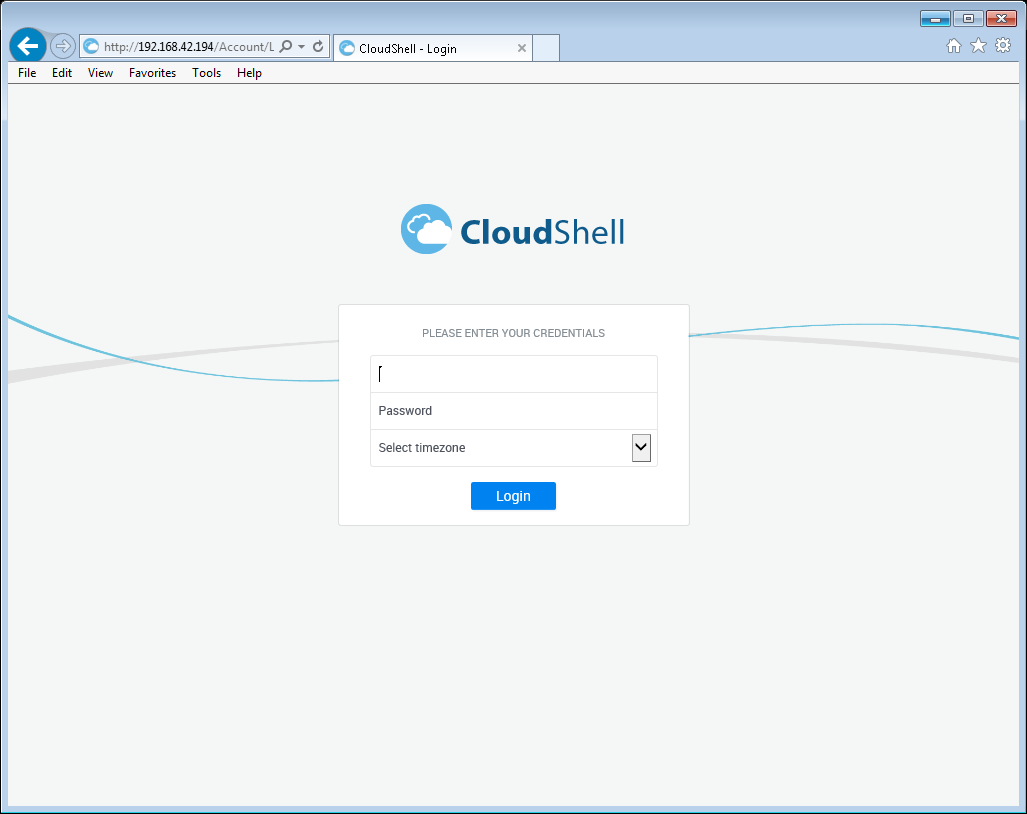 http://192.168.42.194/Account/L
CloudShell - Login
File Edit View Favorites Tools Help
CloudShell
PLEASE ENTER YOUR CREDENTIALS
Password
Select timezone
Login